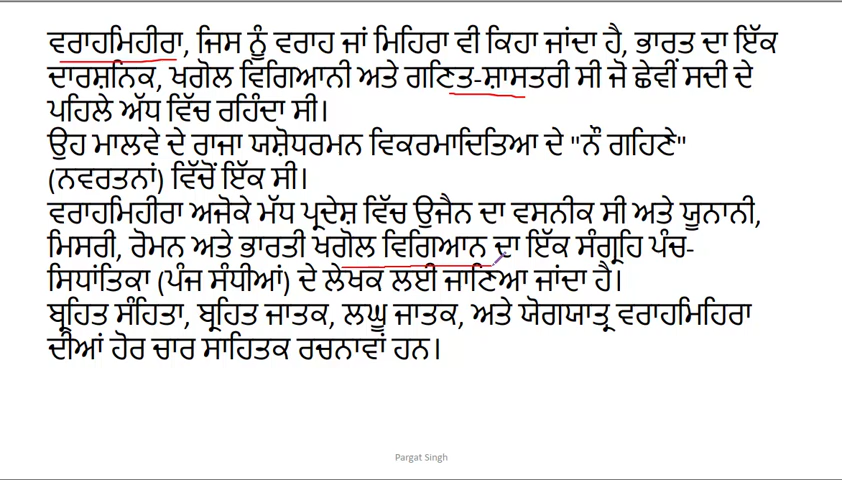 ਵਰਾਹਮਿਹੀਰਾ, ਜਿਸ ਨੂੰ ਵਰਾਹ ਜਾਂ ਮਿਹਿਰਾ ਵੀ ਕਿਹਾ ਜਾਂਦਾ ਹੈ, ਭਾਰਤ ਦਾ ਇੱਕ
ਦਾਰਸ਼ਨਿਕ, ਖਗੋਲ ਵਿਗਿਆਨੀ ਅਤੇ ਗਣਿਤ-ਸ਼ਾਸਤਰੀ ਸੀ ਜੋ ਛੇਵੀਂ ਸਦੀ ਦੇ
ਪਹਿਲੇ ਅੱਧ ਵਿੱਚ ਰਹਿੰਦਾ ਸੀ।
ਉਹ ਮਾਲਵੇ ਦੇ ਰਾਜਾ ਯਸ਼ੋਧਰਮਨ ਵਿਕਰਮਾਦਿਤਿਆ ਦੇ "ਨੌਂ ਗਹਿਣੇ"
(ਨਵਰਤਨਾਂ) ਵਿੱਚੋਂ ਇੱਕ ਸੀ।
ਵਰਾਹਮਿਹੀਰਾ ਅਜੋਕੇ ਮੱਧ ਪ੍ਰਦੇਸ਼ ਵਿੱਚ ਉਜੈਨ ਦਾ ਵਸਨੀਕ ਸੀ ਅਤੇ ਯੂਨਾਨੀ,
ਮਿਸਰੀ, ਰੋਮਨ ਅਤੇ ਭਾਰਤੀ ਖਗੋਲ ਵਿਗਿਆਨ ਦਾ ਇੱਕ ਸੰਗ੍ਰਹਿ ਪੰਚ-
ਸਿਧਾਂਤਿਕਾ (ਪੰਜ ਸੰਧੀਆਂ) ਦੇ ਲੇਖਕ ਲਈ ਜਾਣਿਆ ਜਾਂਦਾ ਹੈ।
ਬ੍ਰਹਿਤ ਸੰਹਿਤਾ, ਬ੍ਰਹਿਤ ਜਾਤਕ, ਲਘੂ ਜਾਤਕ, ਅਤੇ ਯੋਗਯਾਤ੍ਰ ਵਰਾਹਮਿਹਿਰਾ
ਦੀਆਂ ਹੋਰ ਚਾਰ ਸਾਹਿਤਕ ਰਚਨਾਵਾਂ ਹਨ।
Pargat Singh